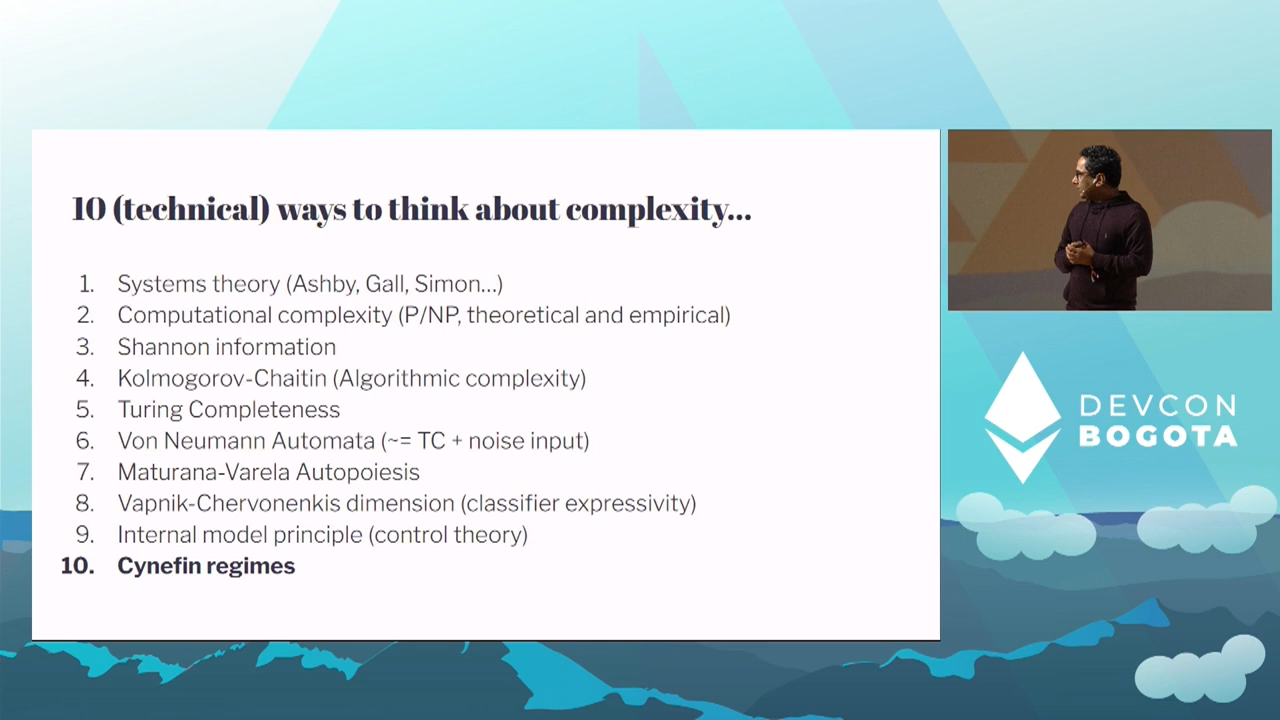 10 (technical) ways to think about complexity...
1. Systems theory (Ashby, Gall, Simon...)
2. Computational complexity (P/NP, theoretical and empirical)
3. Shannon information
4. Kolmogorov-Chaitin (Algorithmic complexity)
5. Turing Completeness
6. Von Neumann Automata (~= TC + noise input)
7. Maturana-Varela Autopoiesis
8. Vapnik-Chervonenkis dimension (classifier expressivity)
9. Internal model principle (control theory)
10. Cynefin regimes
DEVCON
BOGOTA